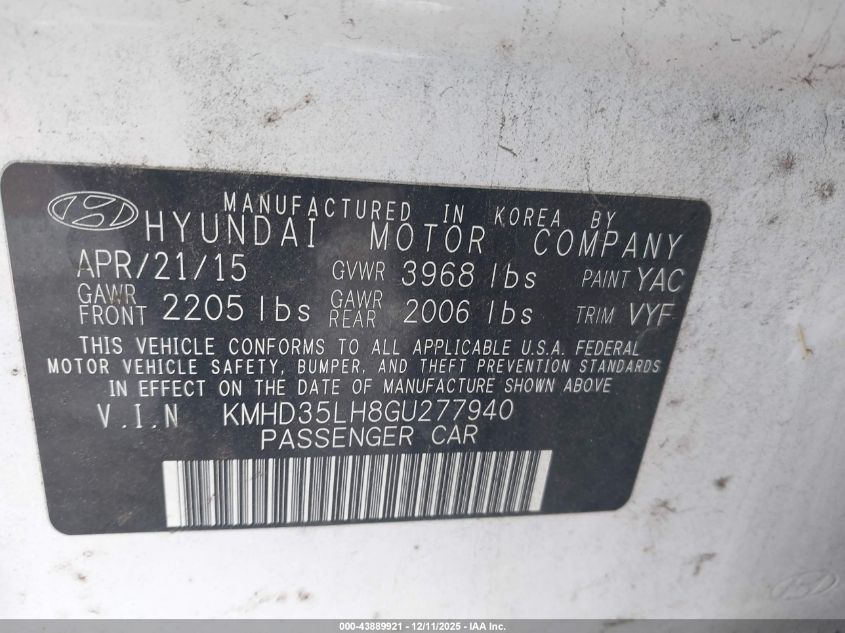 MANUFACTURED IN KOREA BY
HYUNDAI MOTOR COMPANY
APR/21/15 GVWR 3968 lbs PAINT YAC
GAWR FRONT 2205 lbs GAWR REAR 2006 lbs TRIM VYF
THIS VEHICLE CONFORMS TO ALL APPLICABLE U.S.A. FEDERAL
MOTOR VEHICLE SAFETY, BUMPER, AND THEFT PREVENTION STANDARDS
IN EFFECT ON THE DATE OF MANUFACTURE SHOWN ABOVE
V.I.N KMHD35LH8GU277940
PASSENGER CAR
000-43889921 - 12/11/2025 - IAA Inc.